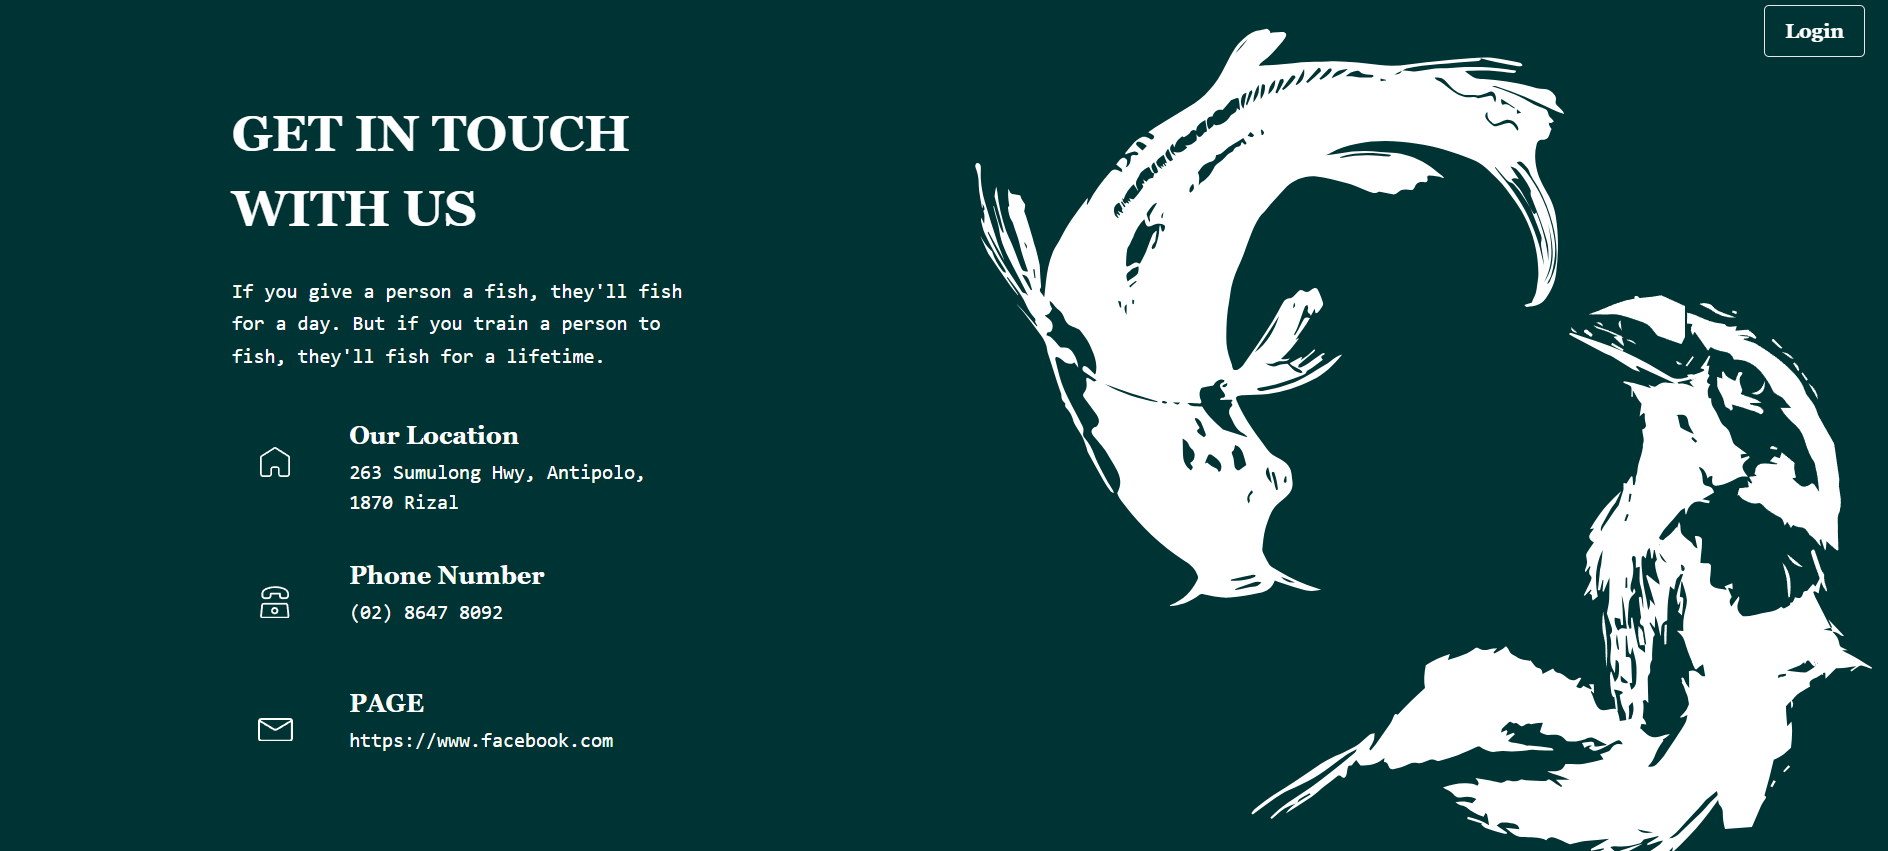 Login
GET IN TOUCH
WITH US
If you give a person a fish, they'll fish
for a day. But if you train a person to
fish, they'll fish for a lifetime.
Our Location
263 Sumulong Hwy, Antipolo,
1870 Rizal
Phone Number
(02) 8647 8092
PAGE
https://www.facebook.com